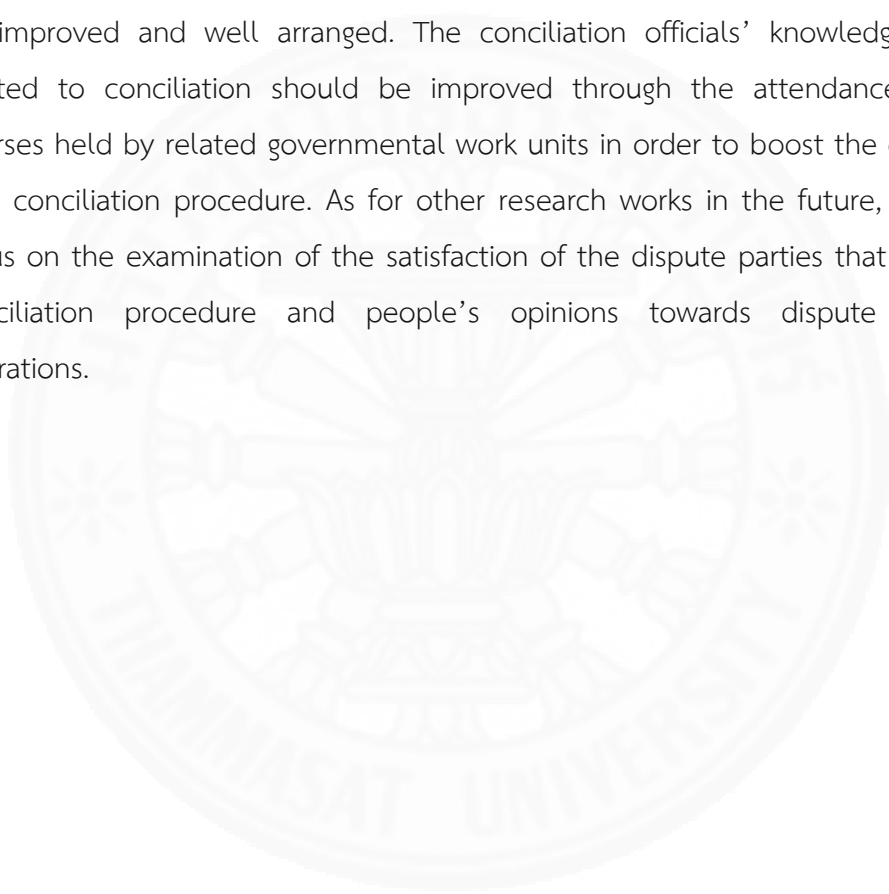 improved and well arranged. The conciliation officials’ knowledg
ted to conciliation should be improved through the attendance
rses held by related governmental work units in order to boost the
conciliation procedure. As for other research works in the future,
us on the examination of the satisfaction of the dispute parties that
ciliation procedure and people’s opinions towards dispute
rations.
THAMMASAT UNIVERSITY